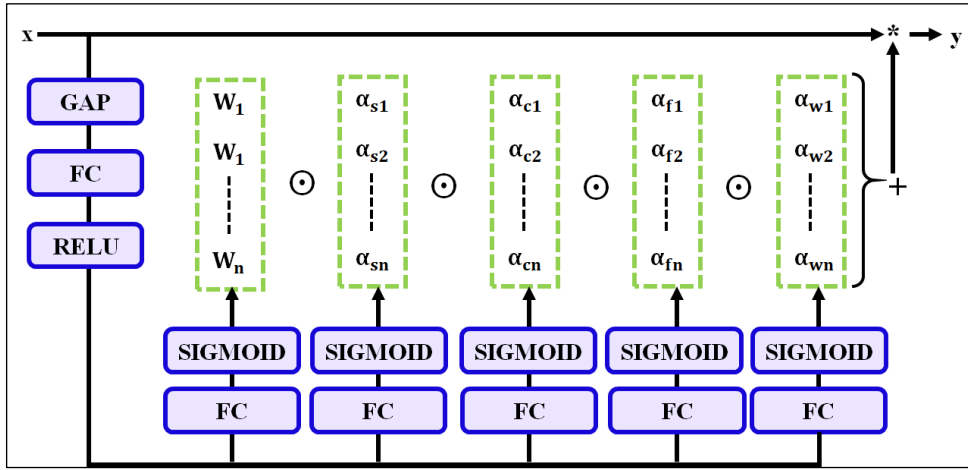 x * y
GAP
FC
RELU
W₁ αs1 αc1 αf1 αw1
W₁ αs2 αc2 αf2 αw2
⊙ ⊙ ⊙ ⊙ +
Wₙ αsn αcn αfn αwn
SIGMOID SIGMOID SIGMOID SIGMOID SIGMOID
FC FC FC FC FC